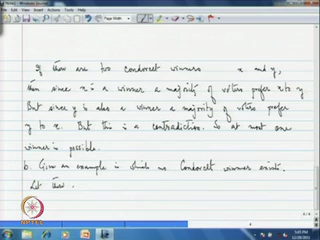 If there are two condorcet winners x and y,
then since x is a winner a majority of voters prefer x to y
But since y is also a winner a majority of voters prefer
y to x. But this is a contradiction. So at most one
winner is possible.
b. Give an example in which no Condorcet winner exists.
Let there